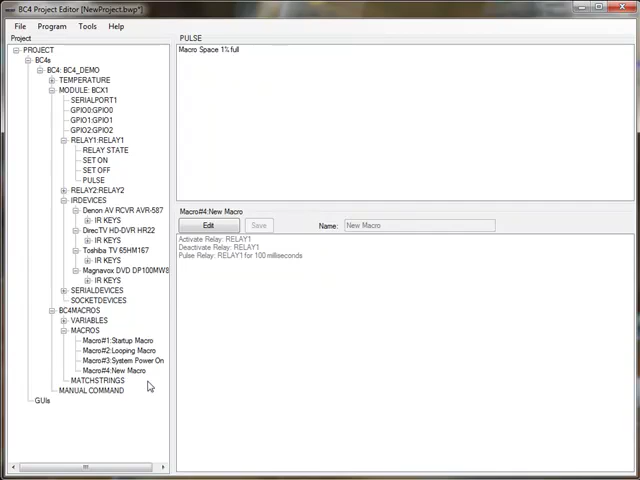 BC4 Project Editor [NewProject.bwp*]
File Program Tools Help
Project
PROJECT
BC4s
BC4: BC4_DEMO
TEMPERATURE
MODULE: BCX1
SERIALPORT1
GPIO0:GPIO0
GPIO1:GPIO1
GPIO2:GPIO2
RELAY1:RELAY1
RELAY STATE
SET ON
SET OFF
PULSE
RELAY2:RELAY2
IRDEVICES
Denon AV RCVR AVR-587
IR KEYS
DirecTV HD-DVR HR22
IR KEYS
Toshiba TV 65HM167
IR KEYS
Magnavox DVD DP100MW8
IR KEYS
SERIALDEVICES
SOCKETDEVICES
BC4MACROS
VARIABLES
MACROS
Macro#1:Startup Macro
Macro#2:Looping Macro
Macro#3:System Power On
Macro#4:New Macro
MATCHSTRINGS
MANUAL COMMAND
GUIs
PULSE
Macro Space 1% full
Macro#4:New Macro
Edit Save Name: New Macro
Activate Relay: RELAY1
Deactivate Relay: RELAY1
Pulse Relay: RELAY1 for 100 milliseconds